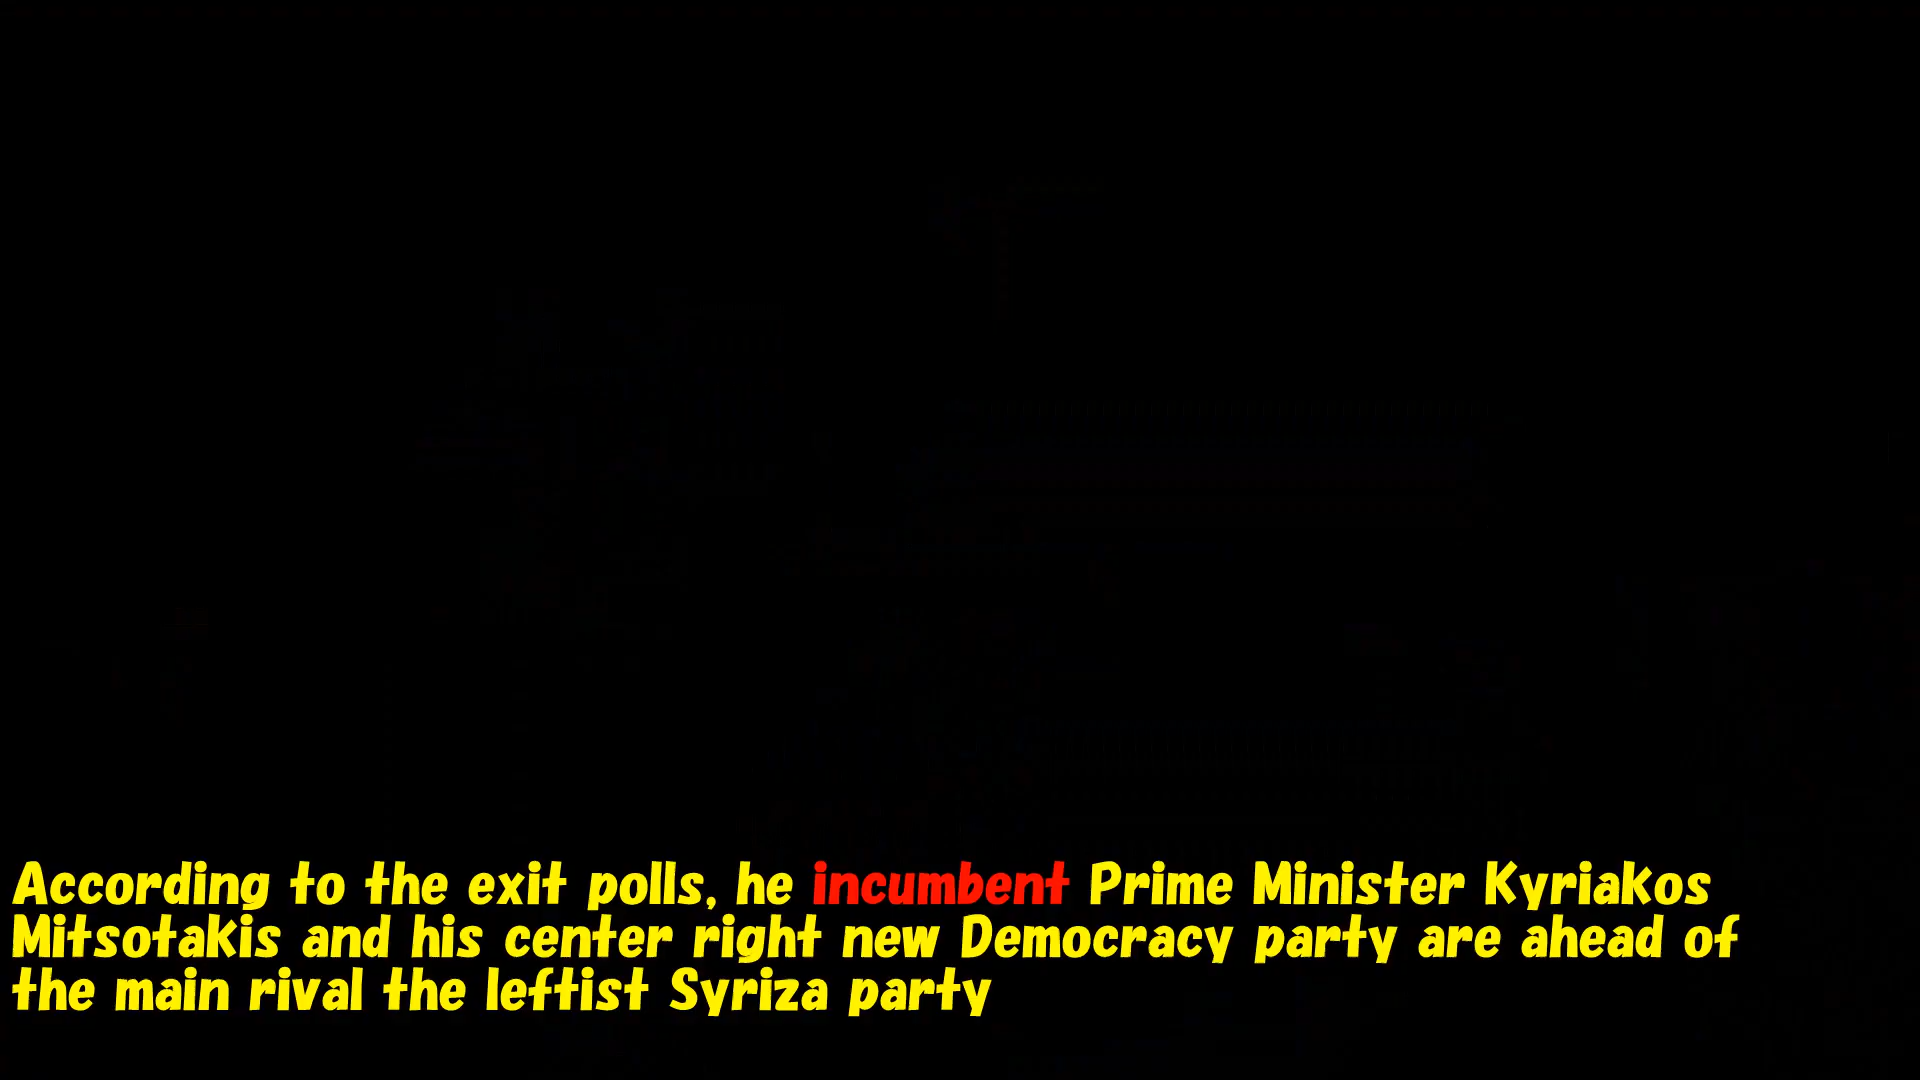 According to the exit polls, he incumbent Prime Minister Kyriakos
Mitsotakis and his center right new Democracy party are ahead of
the main rival the leftist Syriza party